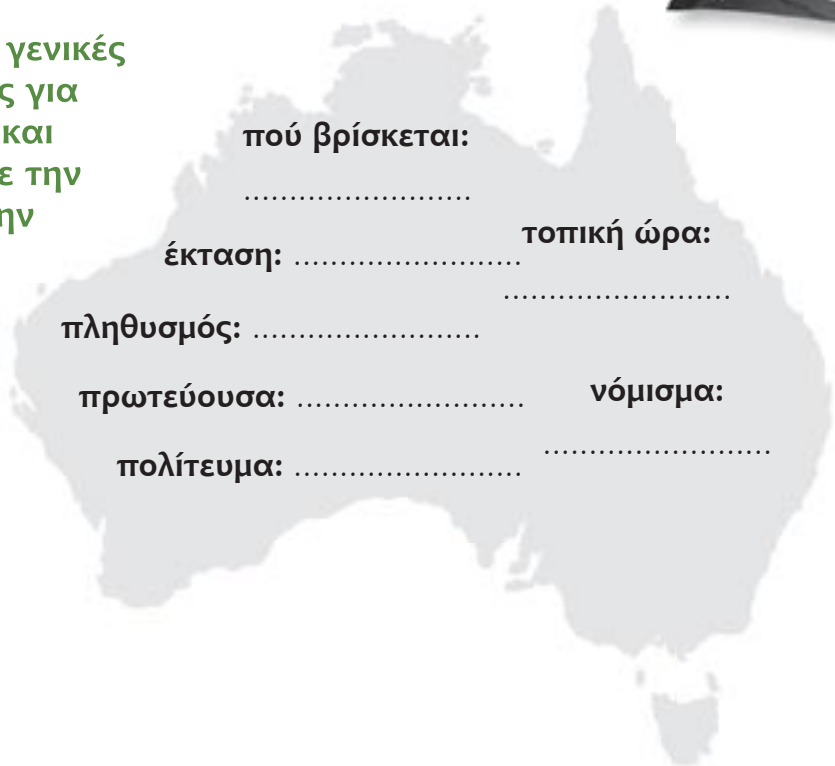 γενικές
ς για
και
ε την
ην
πού βρίσκεται:
.........................
έκταση: .........................
τοπική ώρα:
.........................
πληθυσμός: .........................
πρωτεύουσα: .........................
νόμισμα:
.........................
πολίτευμα: .........................